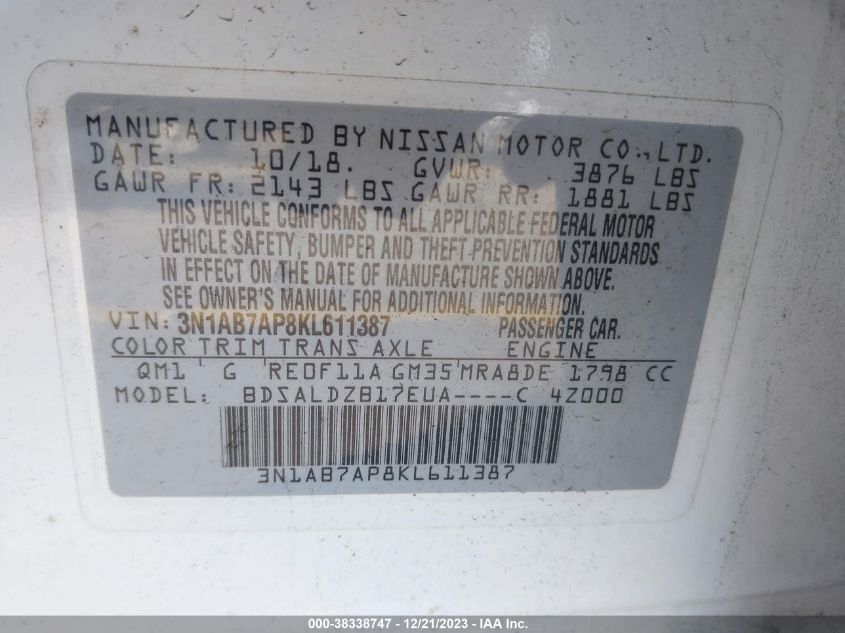 MANUFACTURED BY NISSAN MOTOR CO.,LTD.
DATE: 10/18. GVWR: 3876 LBS
GAWR FR: 2143 LBS GAWR RR: 1881 LBS
THIS VEHICLE CONFORMS TO ALL APPLICABLE FEDERAL MOTOR
VEHICLE SAFETY, BUMPER AND THEFT PREVENTION STANDARDS
IN EFFECT ON THE DATE OF MANUFACTURE SHOWN ABOVE.
SEE OWNER'S MANUAL FOR ADDITIONAL INFORMATION.
VIN: 3N1AB7AP8KL611387 PASSENGER CAR.
COLOR TRIM TRANS AXLE ENGINE
QM1 G RE0F11A GM35 MRA8DE 1798 CC
MODEL: BDSALDZB17EUA----C 4Z000
3N1AB7AP8KL611387
000-38338747 - 12/21/2023 - IAA Inc.